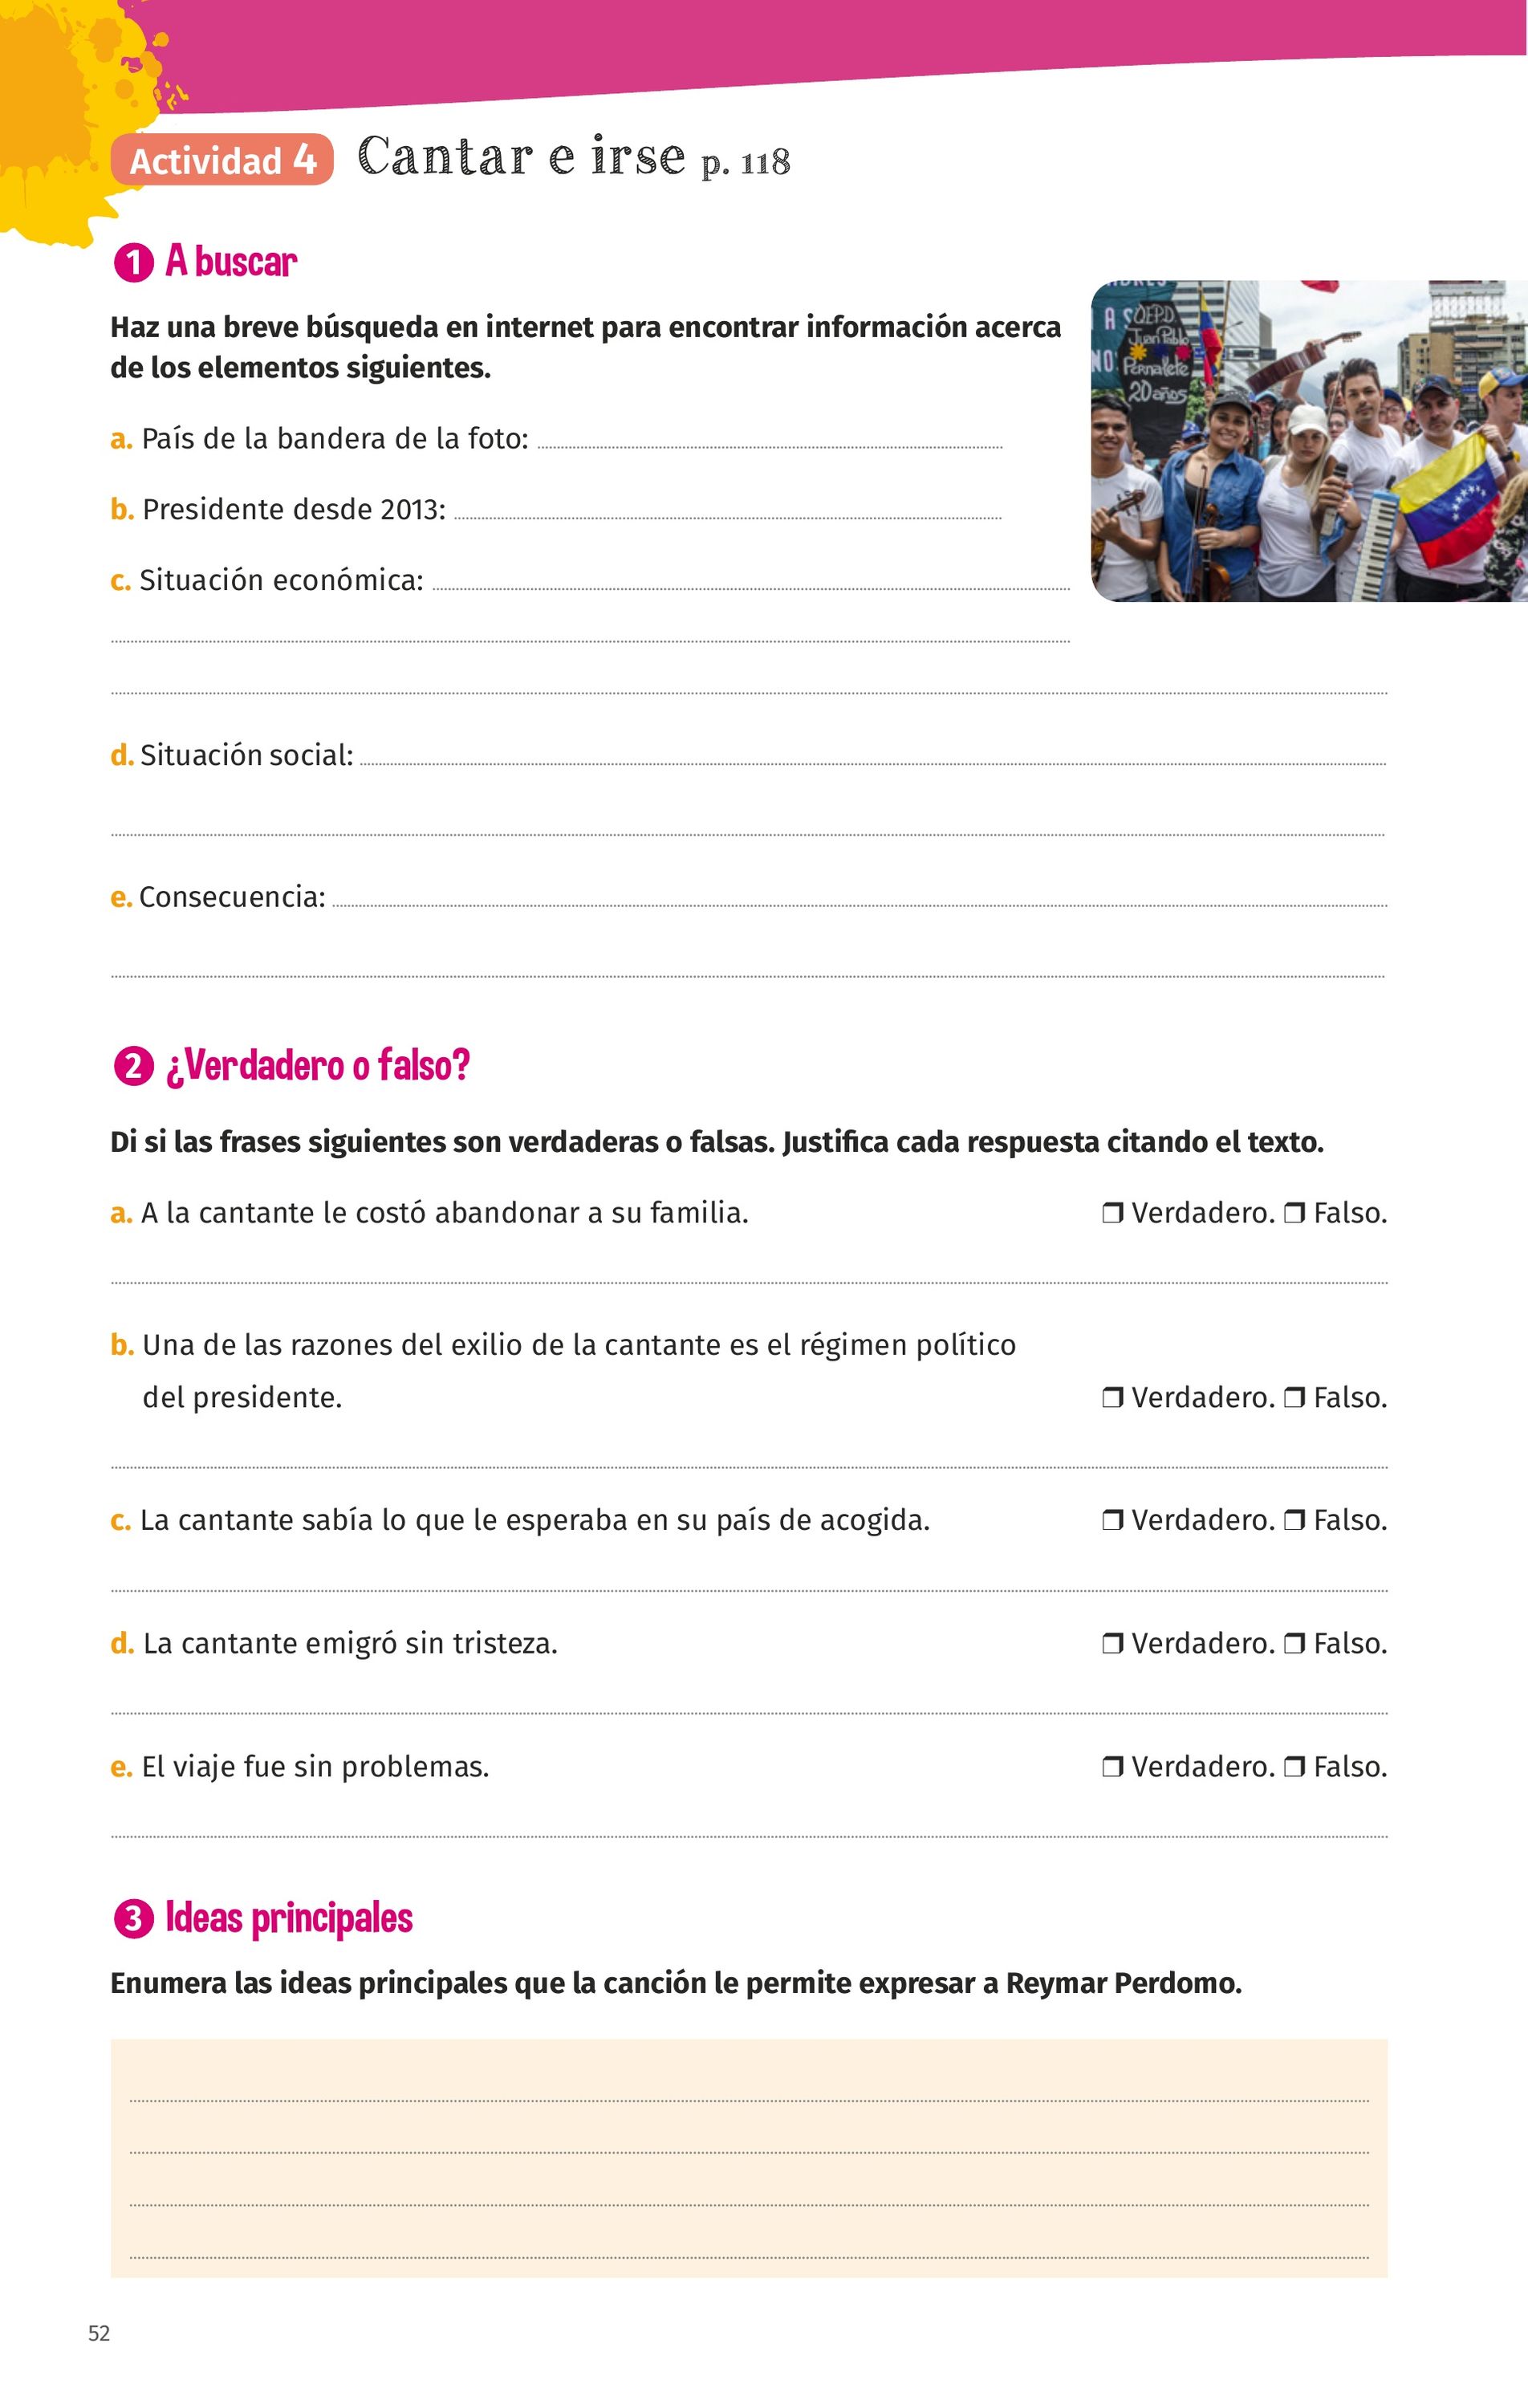 Actividad 4 Cantar e irse p. 118
1 A buscar
Haz una breve búsqueda en internet para encontrar información acerca
de los elementos siguientes.
a. País de la bandera de la foto:
b. Presidente desde 2013:
c. Situación económica:
d. Situación social:
e. Consecuencia:
A SUEPD
Juan Pablo
NO' Pernalete
20 años
2 ¿Verdadero o falso?
Di si las frases siguientes son verdaderas o falsas. Justifica cada respuesta citando el texto.
a. A la cantante le costó abandonar a su familia. ❒ Verdadero. ❒ Falso.
b. Una de las razones del exilio de la cantante es el régimen político
del presidente. ❒ Verdadero. ❒ Falso.
c. La cantante sabía lo que le esperaba en su país de acogida. ❒ Verdadero. ❒ Falso.
d. La cantante emigró sin tristeza. ❒ Verdadero. ❒ Falso.
e. El viaje fue sin problemas. ❒ Verdadero. ❒ Falso.
3 Ideas principales
Enumera las ideas principales que la canción le permite expresar a Reymar Perdomo.
52